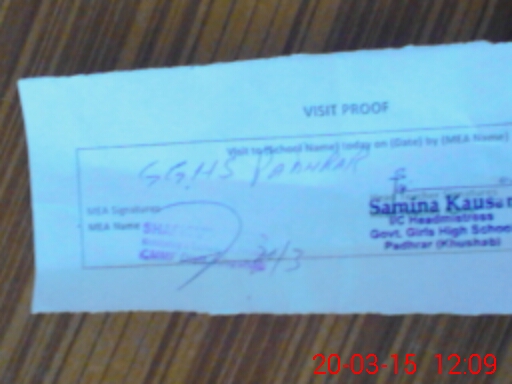 VISIT PROOF
Visit to (School Name) today on (Date) by (MEA Name)
GGHS PADHRAR
MEA Signature
MEA Name
Samina Kausar
I/C Headmistress
Govt. Girls High School
Padhrar (Khushab)
343
20-03-15 12:09